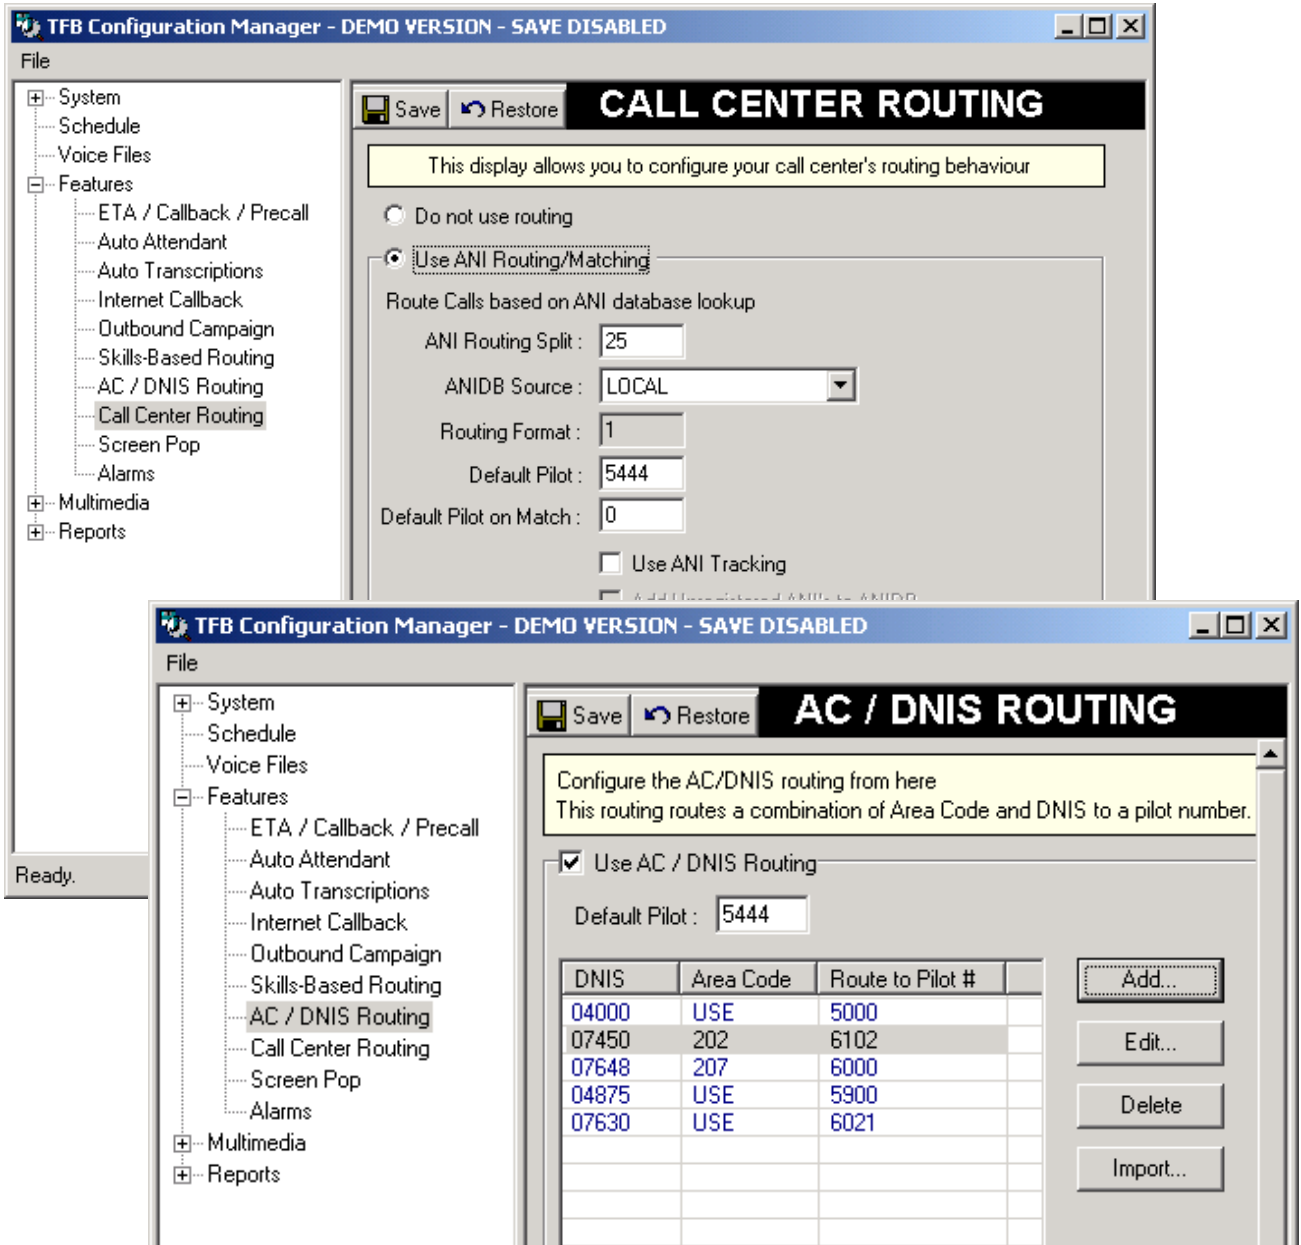 TFB Configuration Manager - DEMO VERSION - SAVE DISABLED
File
System
Schedule
Voice Files
Features
ETA / Callback / Precall
Auto Attendant
Auto Transcriptions
Internet Callback
Outbound Campaign
Skills-Based Routing
AC / DNIS Routing
Call Center Routing
Screen Pop
Alarms
Multimedia
Reports
Ready.
Save Restore CALL CENTER ROUTING
This display allows you to configure your call center's routing behaviour
Do not use routing
Use ANI Routing/Matching
Route Calls based on ANI database lookup
ANI Routing Split : 25
ANIDB Source : LOCAL
Routing Format : 1
Default Pilot : 5444
Default Pilot on Match : 0
Use ANI Tracking
Add Unregistered ANI's to ANIDB
TFB Configuration Manager - DEMO VERSION - SAVE DISABLED
File
System
Schedule
Voice Files
Features
ETA / Callback / Precall
Auto Attendant
Auto Transcriptions
Internet Callback
Outbound Campaign
Skills-Based Routing
AC / DNIS Routing
Call Center Routing
Screen Pop
Alarms
Multimedia
Reports
Save Restore AC / DNIS ROUTING
Configure the AC/DNIS routing from here
This routing routes a combination of Area Code and DNIS to a pilot number.
Use AC / DNIS Routing
Default Pilot : 5444
DNIS Area Code Route to Pilot #
04000 USE 5000
07450 202 6102
07648 207 6000
04875 USE 5900
07630 USE 6021
Add...
Edit...
Delete
Import...